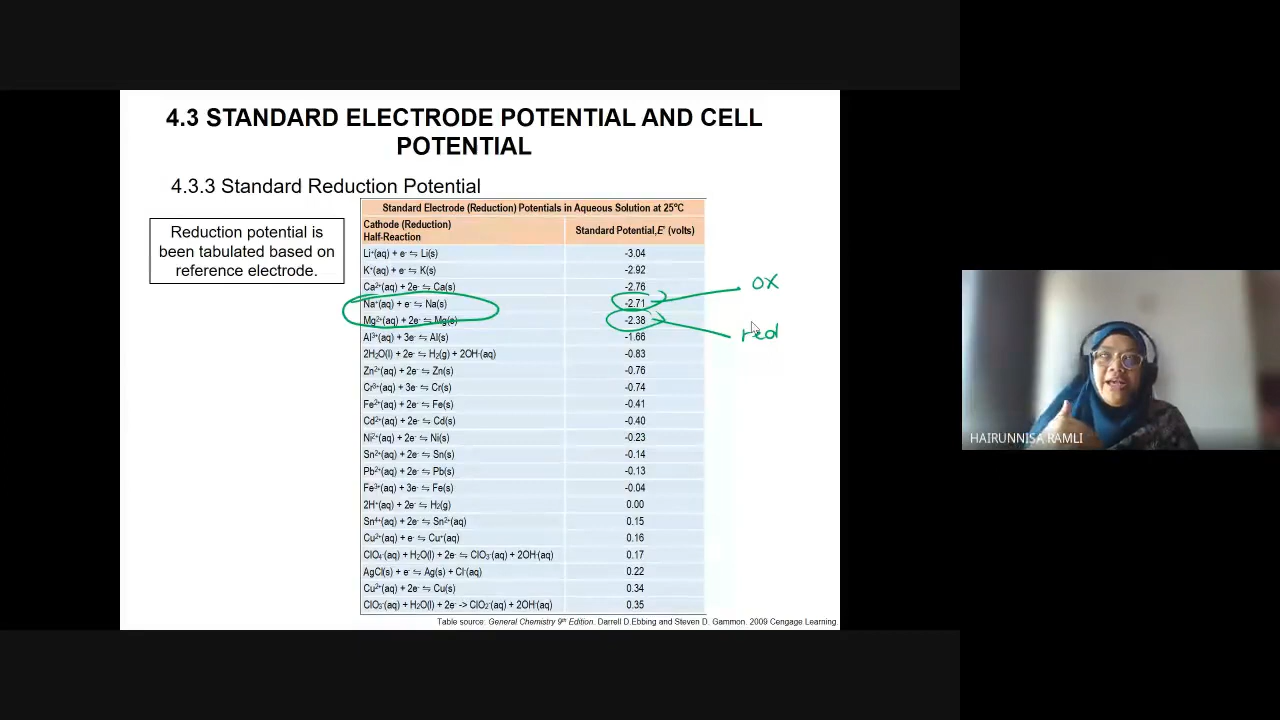 4.3 STANDARD ELECTRODE POTENTIAL AND CELL
POTENTIAL
4.3.3 Standard Reduction Potential
Reduction potential is
been tabulated based on
reference electrode.
Standard Electrode (Reduction) Potentials in Aqueous Solution at 25°C
Cathode (Reduction)
Half-Reaction
Standard Potential,E° (volts)
Li⁺(aq) + e⁻ ⇋ Li(s) -3.04
K⁺(aq) + e⁻ ⇋ K(s) -2.92
Ca²⁺(aq) + 2e⁻ ⇋ Ca(s) -2.76
Na⁺(aq) + e⁻ ⇋ Na(s) -2.71 ox
Mg²⁺(aq) + 2e⁻ ⇋ Mg(s) -2.38 red
Al³⁺(aq) + 3e⁻ ⇋ Al(s) -1.66
2H₂O(l) + 2e⁻ ⇋ H₂(g) + 2OH⁻(aq) -0.83
Zn²⁺(aq) + 2e⁻ ⇋ Zn(s) -0.76
Cr³⁺(aq) + 3e⁻ ⇋ Cr(s) -0.74
Fe²⁺(aq) + 2e⁻ ⇋ Fe(s) -0.41
Cd²⁺(aq) + 2e⁻ ⇋ Cd(s) -0.40
Ni²⁺(aq) + 2e⁻ ⇋ Ni(s) -0.23
Sn²⁺(aq) + 2e⁻ ⇋ Sn(s) -0.14
Pb²⁺(aq) + 2e⁻ ⇋ Pb(s) -0.13
Fe³⁺(aq) + 3e⁻ ⇋ Fe(s) -0.04
2H⁺(aq) + 2e⁻ ⇋ H₂(g) 0.00
Sn⁴⁺(aq) + 2e⁻ ⇋ Sn²⁺(aq) 0.15
Cu²⁺(aq) + e⁻ ⇋ Cu⁺(aq) 0.16
ClO₄⁻(aq) + H₂O(l) + 2e⁻ ⇋ ClO₃⁻(aq) + 2OH⁻(aq) 0.17
AgCl(s) + e⁻ ⇋ Ag(s) + Cl⁻(aq) 0.22
Cu²⁺(aq) + 2e⁻ ⇋ Cu(s) 0.34
ClO₃⁻(aq) + H₂O(l) + 2e⁻ -> ClO₂⁻(aq) + 2OH⁻(aq) 0.35
Table source: General Chemistry 9th Edition. Darrell D.Ebbing and Steven D. Gammon. 2009 Cengage Learning.
HAIRUNNISA RAMLI